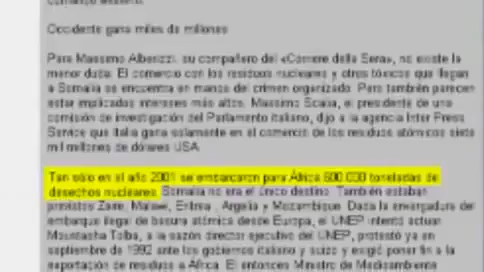 Occidente gana miles de millones
Para Massimo Alberizzi, su compañero del «Corriere della Sera», no existe la
menor duda. El comercio con los residuos nucleares y otros tóxicos que llegan
a Somalia se encuentra en manos del crimen organizado. Pero también parecen
estar implicados intereses más altos. Massimo Scalia, el presidente de una
comisión de investigación del Parlamento italiano, dijo a la agencia Inter Press
Service que Italia gana solamente en el comercio de los residuos atómicos siete
mil millones de dólares USA.
Tan sólo en el año 2001 se embarcaron para África 600.000 toneladas de
desechos nucleares. Somalia no era el único destino. También estaban
previstos Zaire, Malawi, Eritrea, Argelia y Mozambique. Dada la envergadura del
embarque ilegal de basura atómica desde Europa, el UNEP intentó actuar.
Moustapha Tolba, a la sazón director ejecutivo del UNEP, protestó ya en
septiembre de 1992 ante los gobiernos italiano y suizo y exigió poner fin a la
exportación de residuos a África. El entonces Ministro de Medioambiente